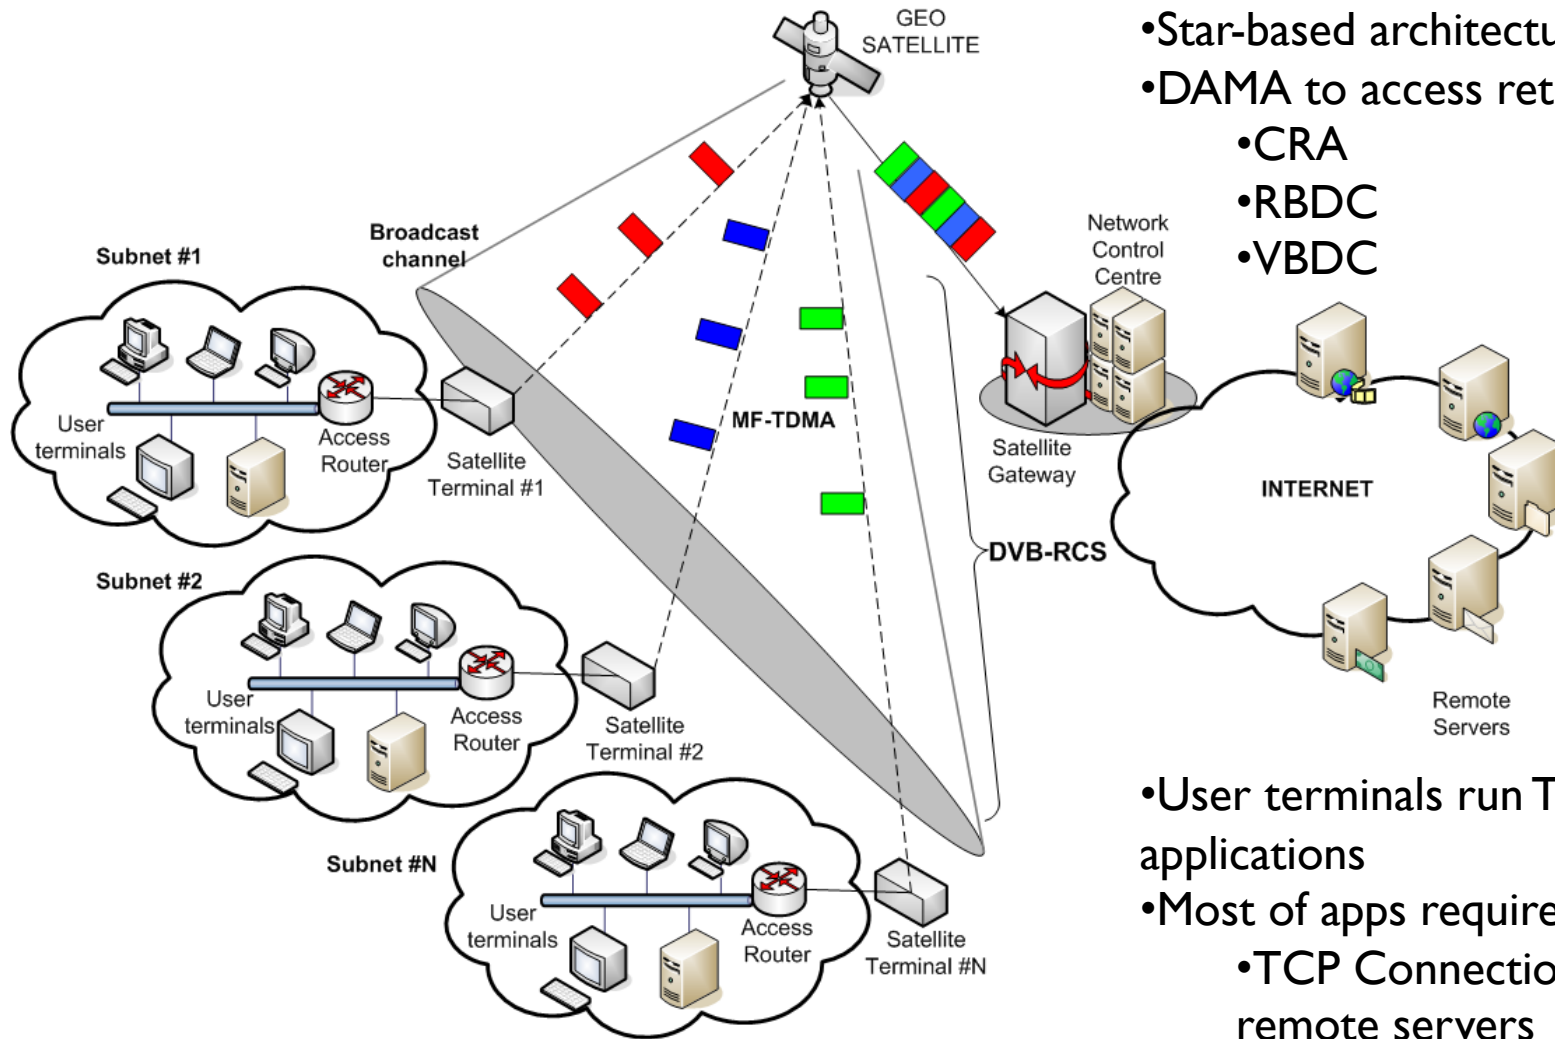 GEO
SATELLITE
•Star-based
•DAMA to access
•CRA
•RBDC
•VBDC
Broadcast
channel
Network
Control
Centre
Subnet #1
User
terminals
Access
Router
Satellite
Terminal #1
MF-TDMA
Satellite
Gateway
INTERNET
DVB-RCS
Subnet #2
User
terminals
Access
Router
Satellite
Terminal #2
Remote
Servers
Subnet #N
User
terminals
Access
Router
Satellite
Terminal #N
•User terminals run
applications
•Most of apps require
•TCP
remote servers